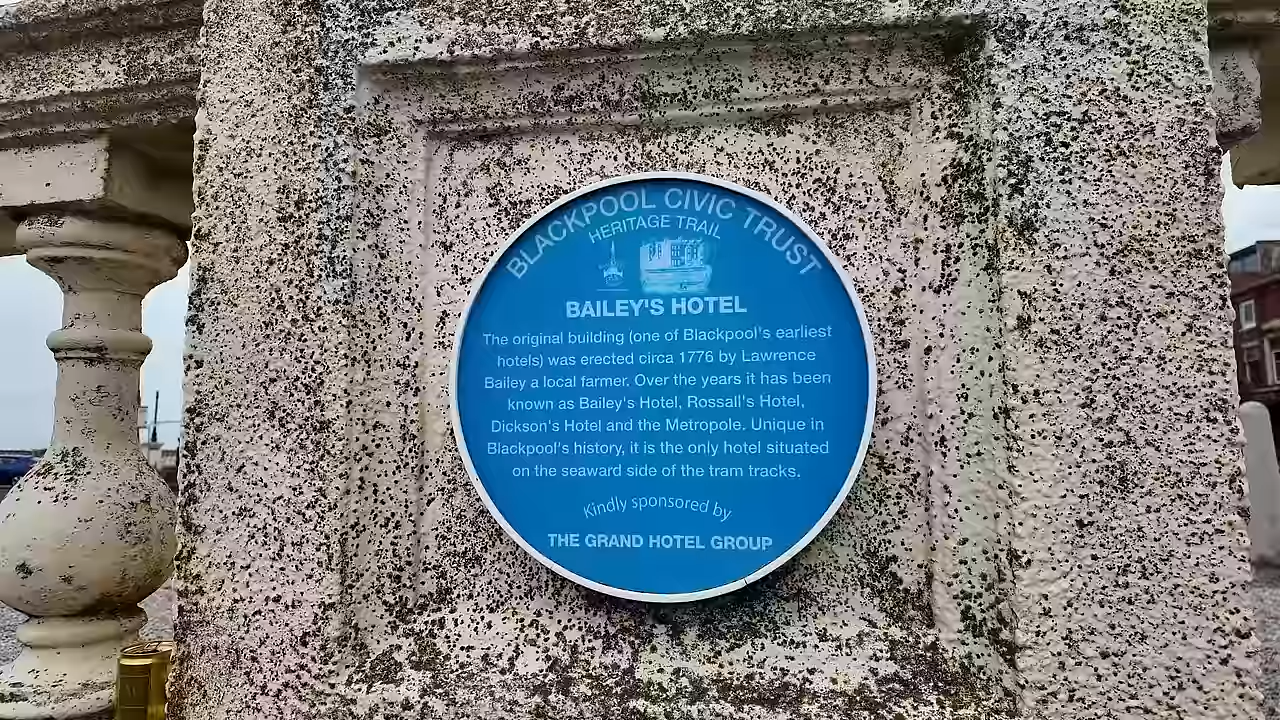 BLACKPOOL CIVIC TRUST
HERITAGE TRAIL
BAILEY'S HOTEL
The original building (one of Blackpool's earliest
hotels) was erected circa 1776 by Lawrence
Bailey a local farmer. Over the years it has been
known as Bailey's Hotel, Rossall's Hotel,
Dickson's Hotel and the Metropole. Unique in
Blackpool's history, it is the only hotel situated
on the seaward side of the tram tracks.
Kindly sponsored by
THE GRAND HOTEL GROUP